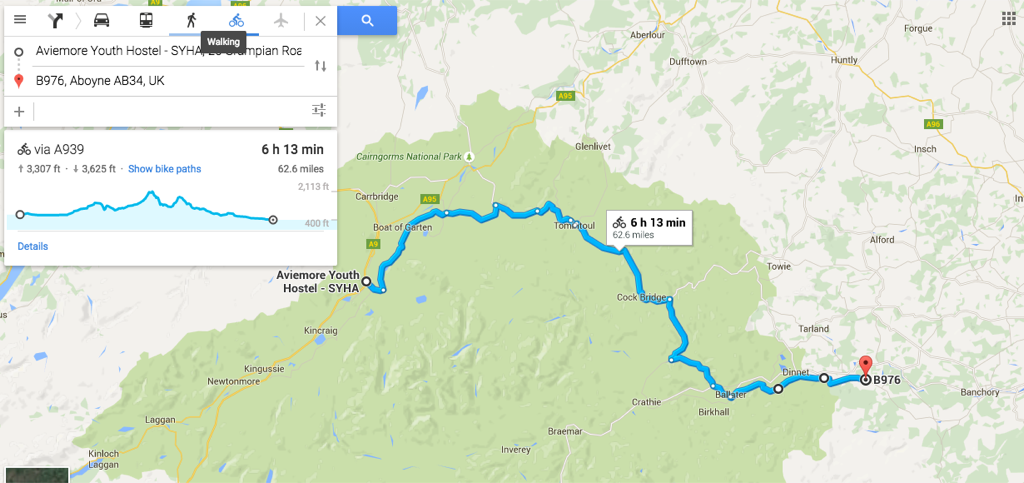 Walking
Aviemore Youth Hostel - SYHA, 25 Grampian Roa
B976, Aboyne AB34, UK
via A939
6 h 13 min
↑ 3,307 ft · ↓ 3,625 ft · Show bike paths
62.6 miles
2,113 ft
400 ft
Details
Aberlour
Dufftown
Huntly
A95
A96
Insch
Glenlivet
Cairngorms National Park
Carrbridge
A95
Boat of Garten
A9
Tomintoul
6 h 13 min
62.6 miles
Alford
Aviemore Youth
Hostel - SYHA
Towie
Cock Bridge
Kincraig
Tarland
Kingussie
Newtonmore
Dinnet
B976
Ballater
Banchory
Crathie
Birkhall
Laggan
Braemar
Inverey
Kinloch
Laggan